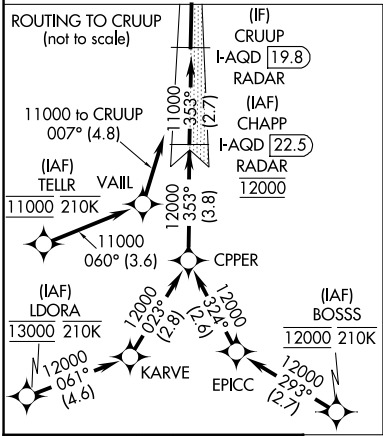 ROUTING TO CRUUP
(not to scale)
(IF)
CRUUP
I-AQD 19.8
RADAR
11000
353°
(2.7)
11000 to CRUUP
007° (4.8)
(IAF)
CHAPP
I-AQD 22.5
RADAR
12000
(IAF)
TELLR
11000 210K
VAIIL
11000
060° (3.6)
12000
353°
(3.8)
CPPER
(IAF)
LDORA
13000 210K
12000
023°
(2.8)
12000
324°
(2.6)
(IAF)
BOSSS
12000 210K
12000
061°
(4.6)
KARVE
EPICC
12000
293°
(2.7)